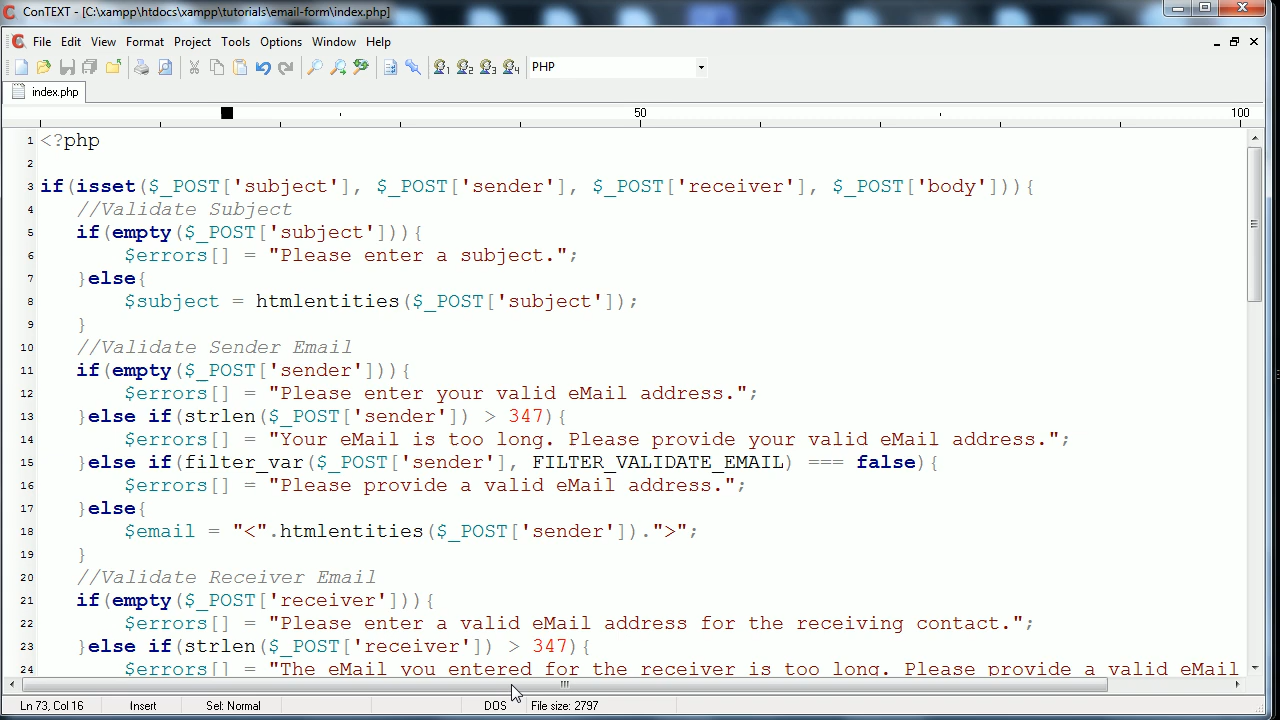 ConTEXT - [C:\xampp\htdocs\xampp\tutorials\email-form\index.php]
File Edit View Format Project Tools Options Window Help
PHP
index.php
50 100
1 <?php
2
3 if(isset($_POST['subject'], $_POST['sender'], $_POST['receiver'], $_POST['body'])){
4 //Validate Subject
5 if(empty($_POST['subject'])){
6 $errors[] = "Please enter a subject.";
7 }else{
8 $subject = htmlentities($_POST['subject']);
9 }
10 //Validate Sender Email
11 if(empty($_POST['sender'])){
12 $errors[] = "Please enter your valid eMail address.";
13 }else if(strlen($_POST['sender']) > 347){
14 $errors[] = "Your eMail is too long. Please provide your valid eMail address.";
15 }else if(filter_var($_POST['sender'], FILTER_VALIDATE_EMAIL) === false){
16 $errors[] = "Please provide a valid eMail address.";
17 }else{
18 $email = "<".htmlentities($_POST['sender']).">";
19 }
20 //Validate Receiver Email
21 if(empty($_POST['receiver'])){
22 $errors[] = "Please enter a valid eMail address for the receiving contact.";
23 }else if(strlen($_POST['receiver']) > 347){
24 $errors[] = "The eMail you entered for the receiver is too long. Please provide a valid eMail
Ln 73, Col 16 Insert Sel: Normal DOS File size: 2797